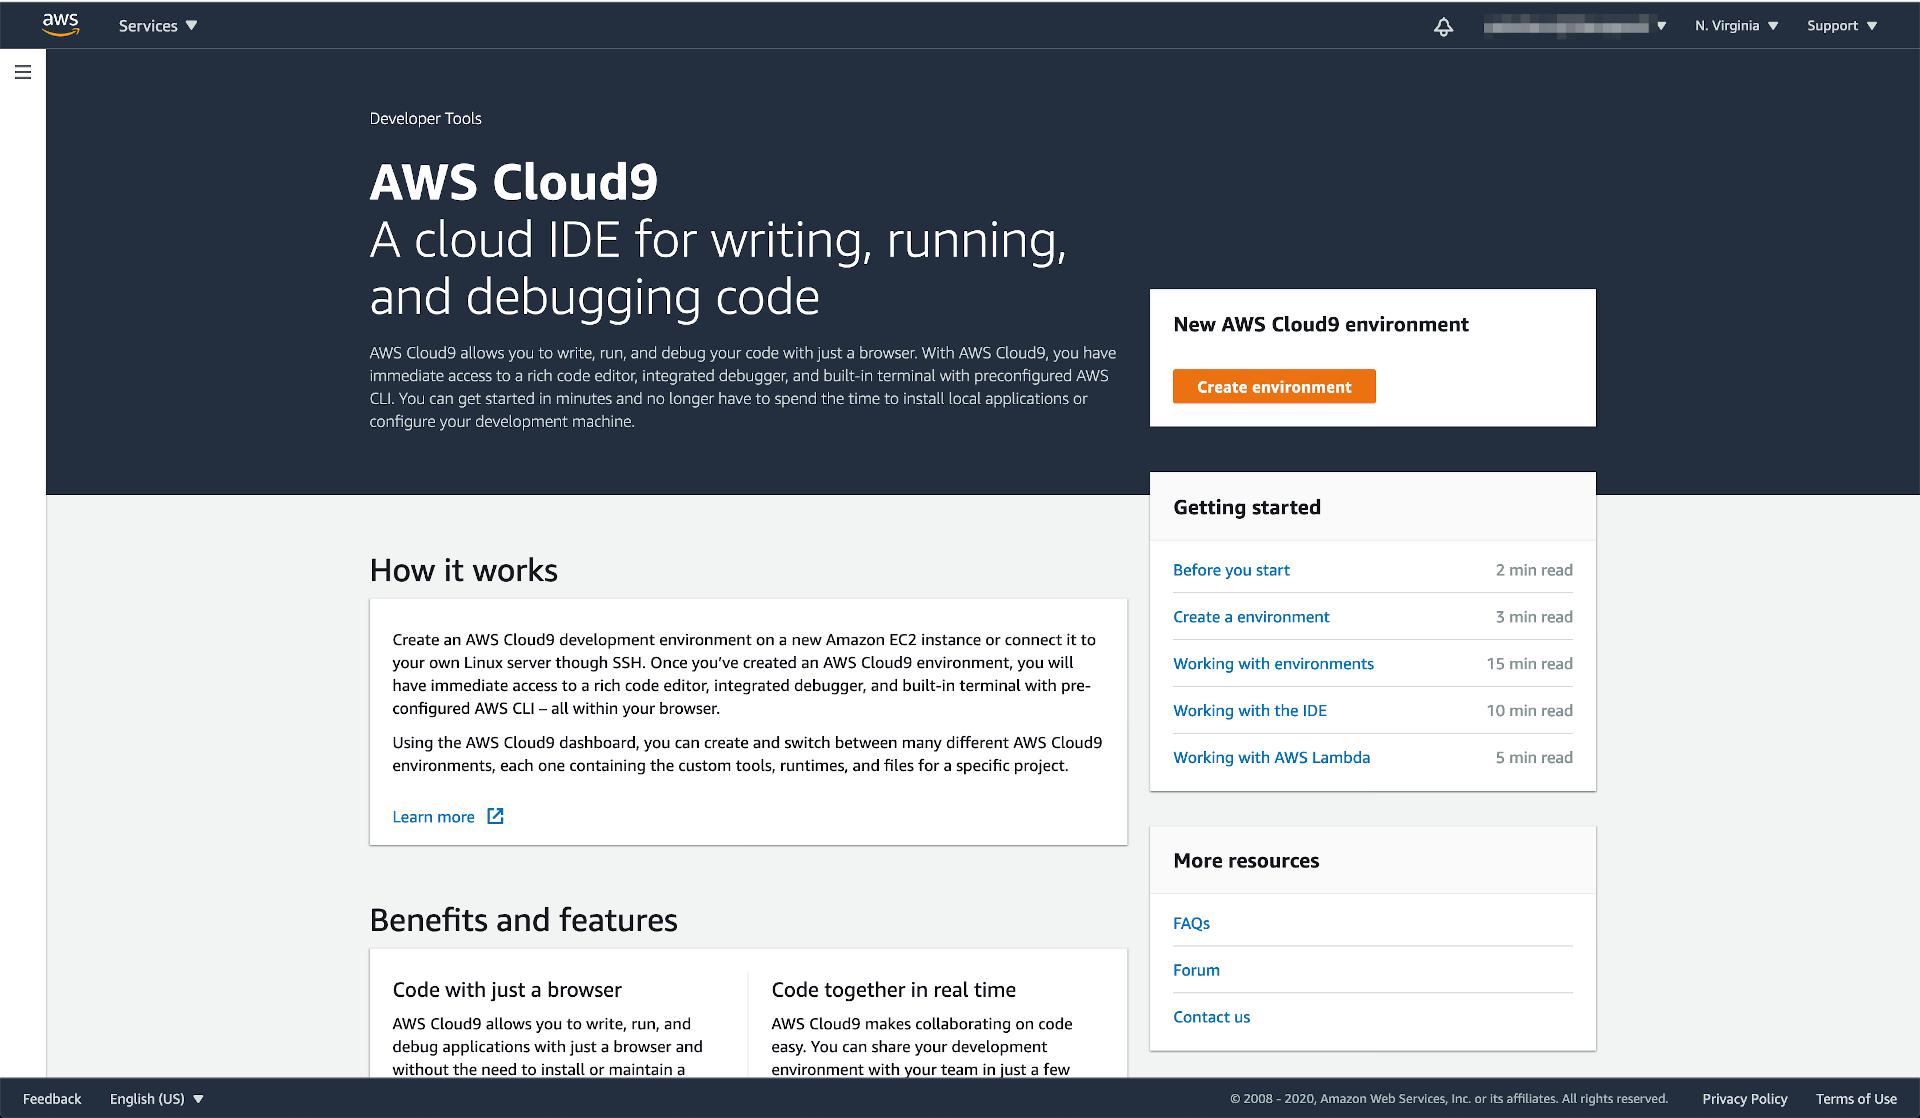 aws
Services
N. Virginia
Support
Developer Tools
AWS Cloud9
A cloud IDE for writing, running,
and debugging code
AWS Cloud9 allows you to write, run, and debug your code with just a browser. With AWS Cloud9, you have
immediate access to a rich code editor, integrated debugger, and built-in terminal with preconfigured AWS
CLI. You can get started in minutes and no longer have to spend the time to install local applications or
configure your development machine.
New AWS Cloud9 environment
Create environment
How it works
Create an AWS Cloud9 development environment on a new Amazon EC2 instance or connect it to
your own Linux server though SSH. Once you've created an AWS Cloud9 environment, you will
have immediate access to a rich code editor, integrated debugger, and built-in terminal with pre-
configured AWS CLI – all within your browser.
Using the AWS Cloud9 dashboard, you can create and switch between many different AWS Cloud9
environments, each one containing the custom tools, runtimes, and files for a specific project.
Learn more
Benefits and features
Code with just a browser
AWS Cloud9 allows you to write, run, and
debug applications with just a browser and
without the need to install or maintain a
Code together in real time
AWS Cloud9 makes collaborating on code
easy. You can share your development
environment with your team in just a few
Getting started
Before you start 2 min read
Create a environment 3 min read
Working with environments 15 min read
Working with the IDE 10 min read
Working with AWS Lambda 5 min read
More resources
FAQs
Forum
Contact us
Feedback
English (US)
© 2008 - 2020, Amazon Web Services, Inc. or its affiliates. All rights reserved.
Privacy Policy
Terms of Use